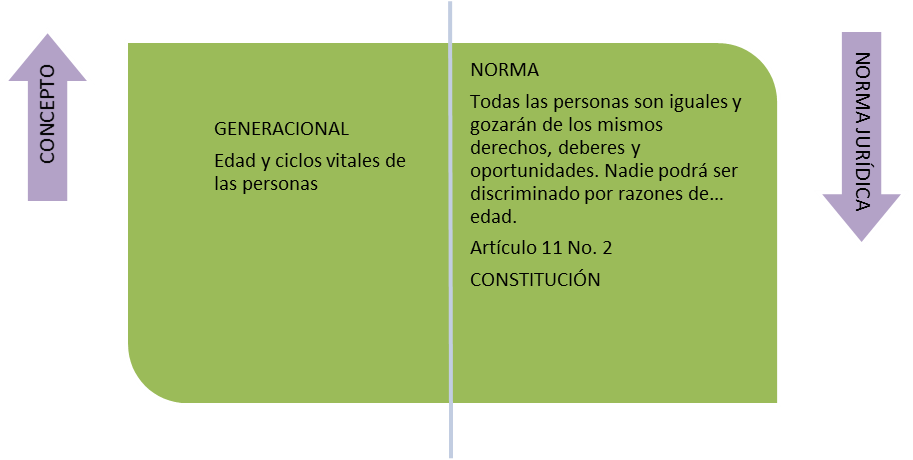 CONCEPTO
GENERACIONAL
Edad y ciclos vitales de
las personas
NORMA
Todas las personas son iguales y
gozarán de los mismos
derechos, deberes y
oportunidades. Nadie podrá ser
discriminado por razones de...
edad.
Artículo 11 No. 2
CONSTITUCIÓN
NORMA JURÍDICA